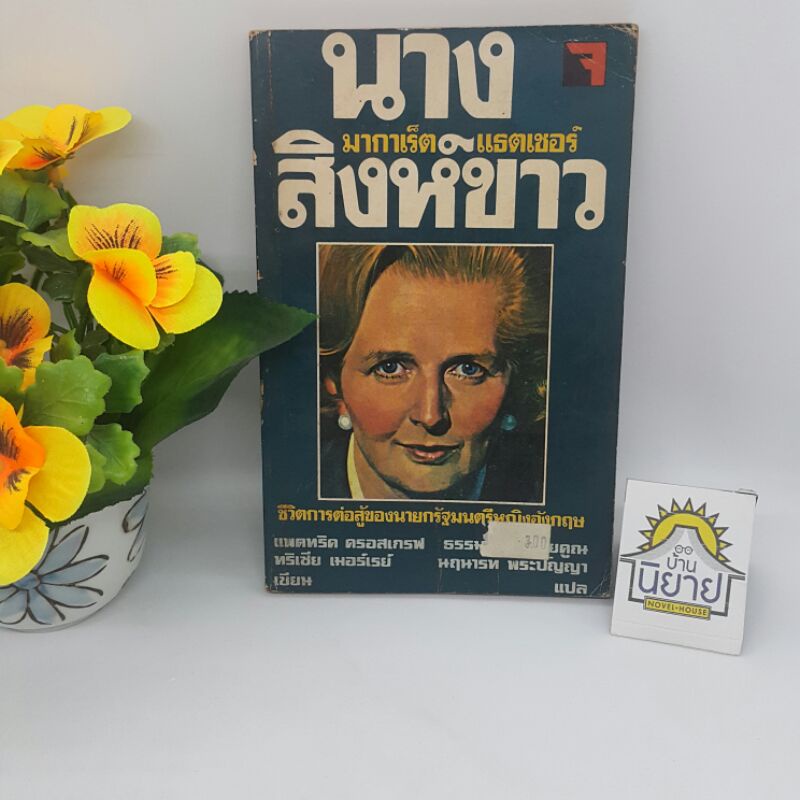 นาง
มากาเร็ต แธตเชอร์
สิงห์ขาว
ชีวิตการต่อสู้ของนายกรัฐมนตรีหญิงอังกฤษ
แพตทริค ครอสเกรฟ
ทริเซีย เมอร์เรย์
เขียน
นฤนารท พระปัญญา
แปล
บ้าน
นิยาย
NOVEL-HOUSE